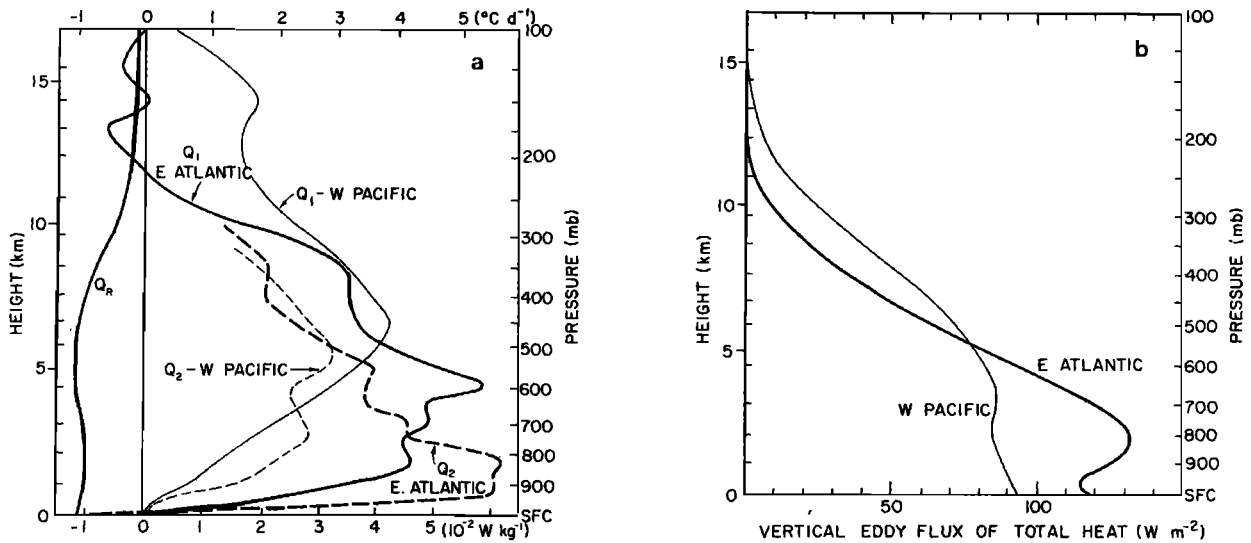 -1 0 1 2 3 4 5 (°C d⁻¹)
a
HEIGHT (km)
15
10
5
0
100
200
300
400
500
600
700
800
900
SFC
PRESSURE (mb)
Q₁
E ATLANTIC
Q₁-W PACIFIC
Q_R
Q₂-W PACIFIC
Q₂
E. ATLANTIC
-1 0 1 2 3 4 5 (10⁻² W kg⁻¹)
b
HEIGHT (km)
15
10
5
0
100
200
300
400
500
600
700
800
900
SFC
PRESSURE (mb)
E ATLANTIC
W PACIFIC
50 100
VERTICAL EDDY FLUX OF TOTAL HEAT (W m⁻²)